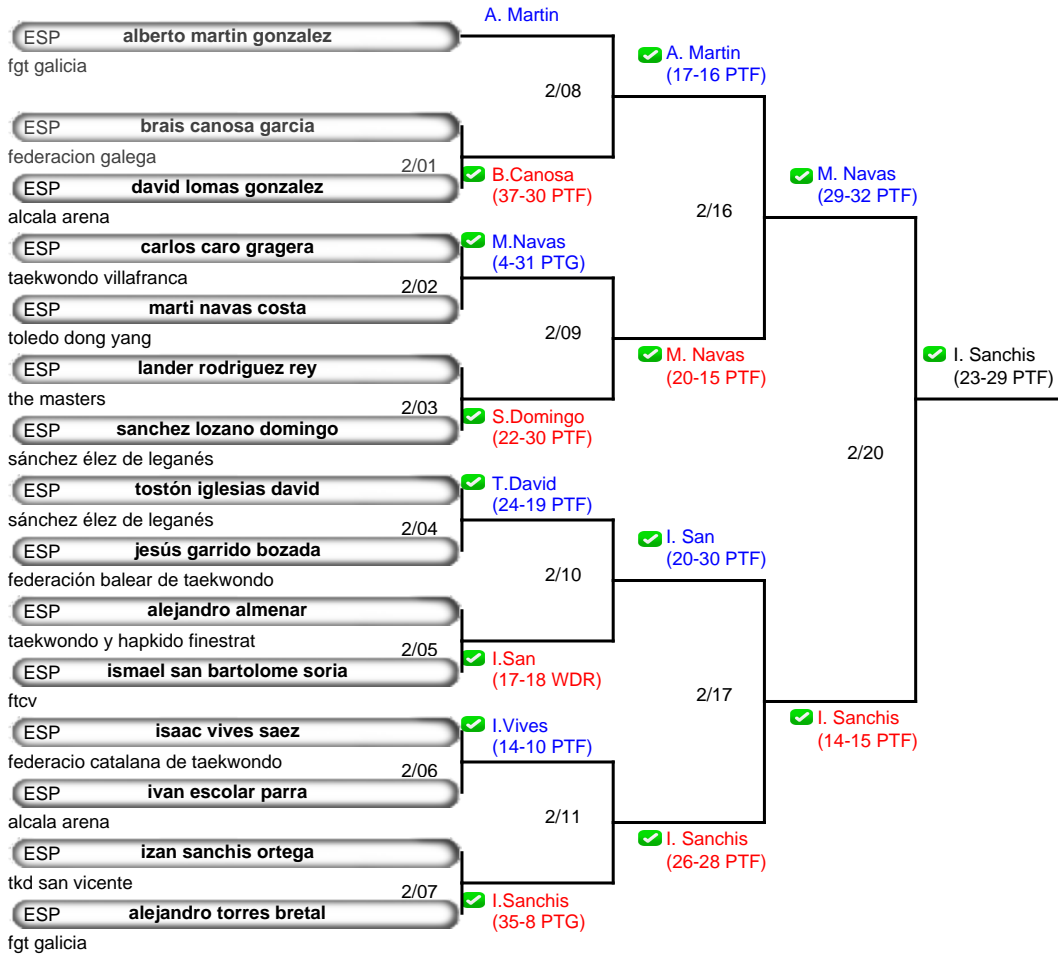 A. Martin
ESP alberto martin gonzalez
fgt galicia
A. Martin
(17-16 PTF)
2/08
ESP brais canosa garcia
federacion galega
2/01
ESP david lomas gonzalez
alcala arena
B.Canosa
(37-30 PTF)
M. Navas
(29-32 PTF)
2/16
ESP carlos caro gragera
taekwondo villafranca
M.Navas
(4-31 PTG)
2/02
ESP marti navas costa
toledo dong yang
2/09
ESP lander rodriguez rey
the masters
M. Navas
(20-15 PTF)
I. Sanchis
(23-29 PTF)
2/03
ESP sanchez lozano domingo
sánchez élez de leganés
S.Domingo
(22-30 PTF)
2/20
ESP tostón iglesias david
sánchez élez de leganés
T.David
(24-19 PTF)
2/04
ESP jesús garrido bozada
federación balear de taekwondo
I. San
(20-30 PTF)
2/10
ESP alejandro almenar
taekwondo y hapkido finestrat
2/05
ESP ismael san bartolome soria
ftcv
I.San
(17-18 WDR)
2/17
ESP isaac vives saez
federacio catalana de taekwondo
I.Vives
(14-10 PTF)
I. Sanchis
(14-15 PTF)
2/06
ESP ivan escolar parra
alcala arena
2/11
ESP izan sanchis ortega
tkd san vicente
I. Sanchis
(26-28 PTF)
2/07
ESP alejandro torres bretal
fgt galicia
I.Sanchis
(35-8 PTG)